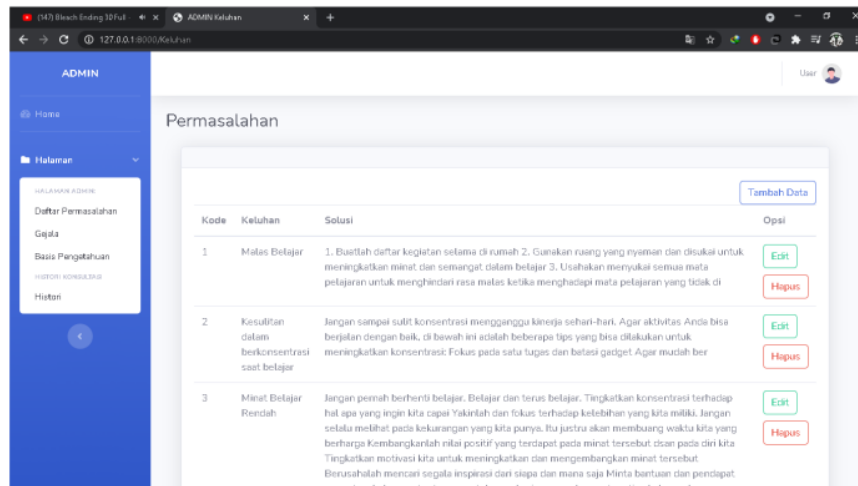 (147) Bleach Ending 30 Full -
ADMIN Keluhan
127.0.0.1:8000/Keluhan
ADMIN
User
Home
Permasalahan
Halaman
HALAMAN ADMIN
Daftar Permasalahan
Gejala
Basis Pengetahuan
HISTORI KONSULTASI
Histori
Tambah Data
Kode Keluhan Solusi Opsi
1 Malas Belajar 1. Buatlah daftar kegiatan selama di rumah 2. Gunakan ruang yang nyaman dan disukai untuk
meningkatkan minat dan semangat dalam belajar 3. Usahakan menyukai semua mata
pelajaran untuk menghindari rasa malas ketika menghadapi mata pelajaran yang tidak di
Edit
Hapus
2 Kesulitan dalam berkonsentrasi saat belajar
Jangan sampai sulit konsentrasi mengganggu kinerja sehari-hari. Agar aktivitas Anda bisa
berjalan dengan baik, di bawah ini adalah beberapa tips yang bisa dilakukan untuk
meningkatkan konsentrasi: Fokus pada satu tugas dan batasi gadget Agar mudah ber
Edit
Hapus
3 Minat Belajar Rendah
Jangan pernah berhenti belajar. Belajar dan terus belajar. Tingkatkan konsentrasi terhadap
hal apa yang ingin kita capai Yakinlah dan fokus terhadap kelebihan yang kita miliki. Jangan
selalu melihat pada kekurangan yang kita punya. Itu justru akan membuang waktu kita yang
berharga Kembangkanlah nilai positif yang terdapat pada minat tersebut dsan pada diri kita
Tingkatkan motivasi kita untuk meningkatkan dan mengembangkan minat tersebut
Berusahalah mencari segala inspirasi dari siapa dan mana saja Minta bantuan dan pendapat
Edit
Hapus